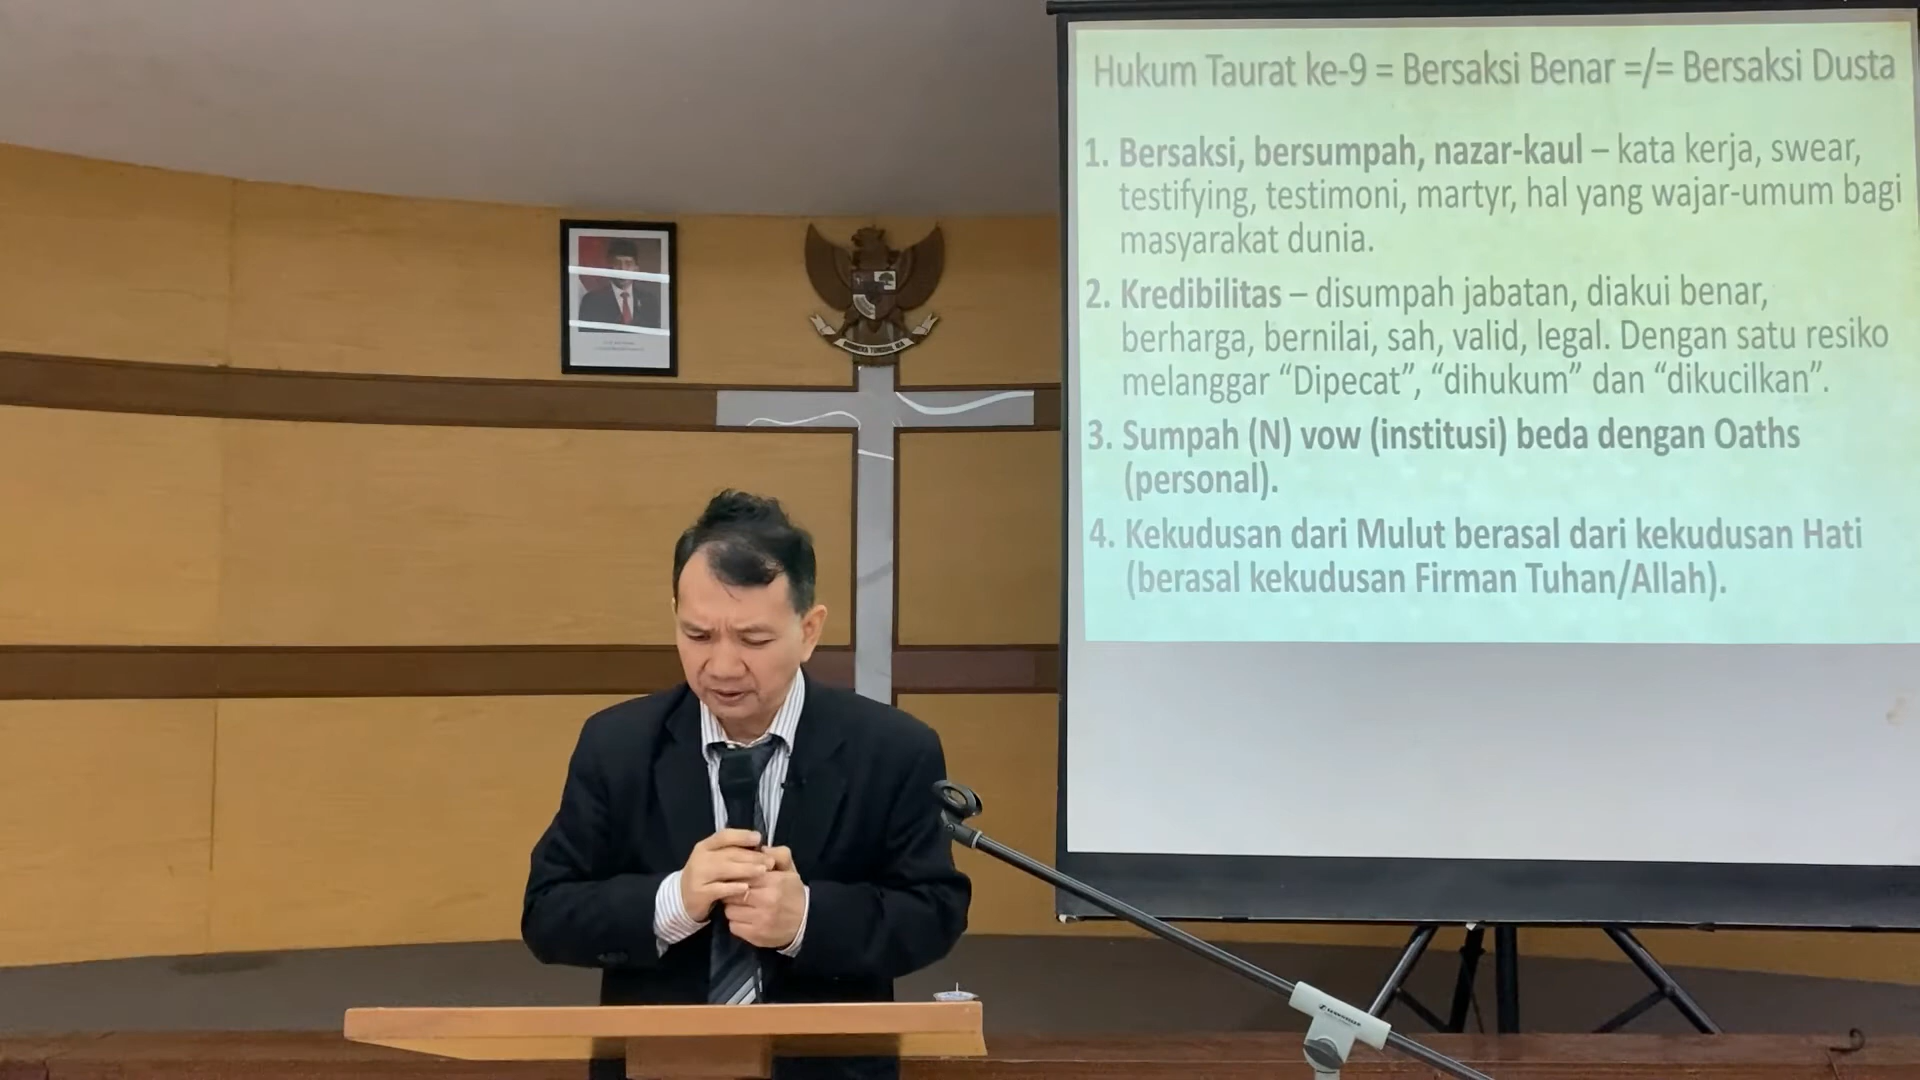 Hukum Taurat ke-9 = Bersaksi Benar =/= Bersaksi Dusta
1. Bersaksi, bersumpah, nazar-kaul – kata kerja, swear,
testifying, testimoni, martyr, hal yang wajar-umum bagi
masyarakat dunia.
2. Kredibilitas – disumpah jabatan, diakui benar,
berharga, bernilai, sah, valid, legal. Dengan satu resiko
melanggar “Dipecat”, “dihukum” dan “dikucilkan”.
3. Sumpah (N) vow (institusi) beda dengan Oaths
(personal).
4. Kekudusan dari Mulut berasal dari kekudusan Hati
(berasal kekudusan Firman Tuhan/Allah).